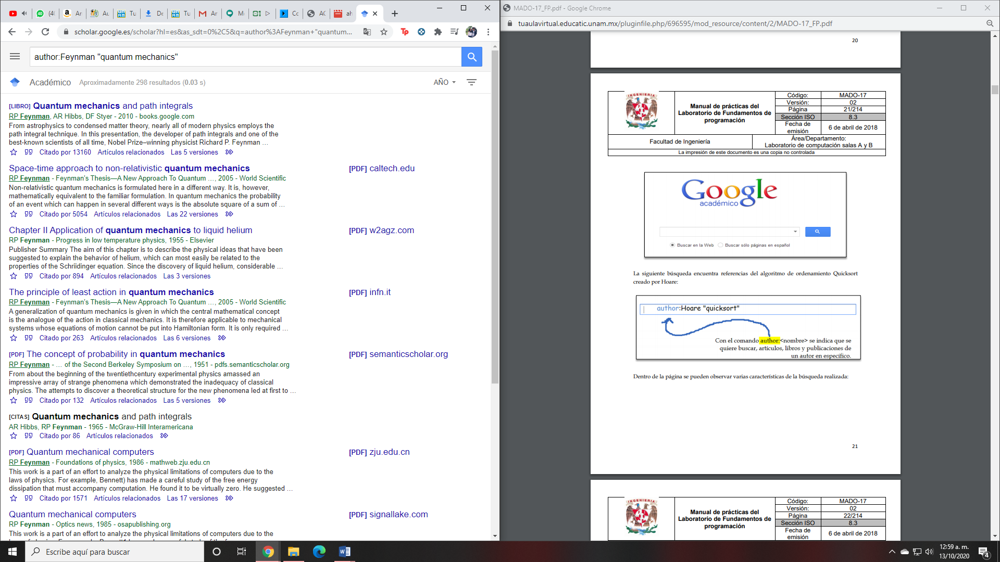 (4(
Ar
Au
Tu
De
Tu
Ar
M
Cc
AC
ah
scholar.google.es/scholar?hl=es&as_sdt=0%2C5&q=author%3AFeynman+"quantum...
author:Feynman "quantum mechanics"
Académico
Aproximadamente 298 resultados (0.03 s)
AÑO
[LIBRO] Quantum mechanics and path integrals
RP Feynman, AR Hibbs, DF Styer - 2010 - books.google.com
From astrophysics to condensed matter theory, nearly all of modern physics employs the
path integral technique. In this presentation, the developer of path integrals and one of the
best-known scientists of all time, Nobel Prize–winning physicist Richard P. Feynman …
Citado por 13160 Artículos relacionados Las 5 versiones
Space-time approach to non-relativistic quantum mechanics
[PDF] caltech.edu
RP Feynman - Feynman's Thesis—A New Approach To Quantum …, 2005 - World Scientific
Non-relativistic quantum mechanics is formulated here in a different way. It is, however,
mathematically equivalent to the familiar formulation. In quantum mechanics the probability
of an event which can happen in several different ways is the absolute square of a sum of …
Citado por 5054 Artículos relacionados Las 22 versiones
Chapter II Application of quantum mechanics to liquid helium
[PDF] w2agz.com
RP Feynman - Progress in low temperature physics, 1955 - Elsevier
Publisher Summary The aim of this chapter is to describe the physical ideas that have been
suggested to explain the behavior of helium, which can most easily be related to the
properties of the Schriidinger equation. Since the discovery of liquid helium, considerable …
Citado por 894 Artículos relacionados Las 3 versiones
The principle of least action in quantum mechanics
[PDF] infn.it
RP Feynman - Feynman's Thesis—A New Approach To Quantum …, 2005 - World Scientific
A generalization of quantum mechanics is given in which the central mathematical concept
is the analogue of the action in classical mechanics. It is therefore applicable to mechanical
systems whose equations of motion cannot be put into Hamiltonian form. It is only required …
Citado por 263 Artículos relacionados Las 6 versiones
[PDF] The concept of probability in quantum mechanics
[PDF] semanticscholar.org
RP Feynman - … of the Second Berkeley Symposium on …, 1951 - pdfs.semanticscholar.org
From about the beginning of the twentiethcentury experimental physics amassed an
impressive array of strange phenomena which demonstrated the inadequacy of classical
physics. The attempts to discover a theoretical structure for the new phenomena led at first to …
Citado por 132 Artículos relacionados Las 5 versiones
[CITAS] Quantum mechanics and path integrals
AR Hibbs, RP Feynman - 1965 - McGraw-Hill Interamericana
Citado por 86 Artículos relacionados
[PDF] Quantum mechanical computers
[PDF] zju.edu.cn
RP Feynman - Foundations of physics, 1986 - mathweb.zju.edu.cn
This work is a part of an effort to analyze the physical limitations of computers due to the
laws of physics. For example, Bennett) has made a careful study of the free energy
dissipation that must accompany computation. He found it to be virtually zero. He suggested …
Citado por 1571 Artículos relacionados Las 17 versiones
Quantum mechanical computers
[PDF] signallake.com
RP Feynman - Optics news, 1985 - osapublishing.org
This work is a part of an effort to analyze the physical limitations of computers due to the
MADO-17_FP.pdf - Google Chrome
tuaulavirtual.educatic.unam.mx/pluginfile.php/696595/mod_resource/content/2/MADO-17_FP.pdf
20
INGENIERIA
Manual de prácticas del
Laboratorio de Fundamentos de
programación
Código: MADO-17
Versión: 02
Página 21/214
Sección ISO 8.3
Fecha de
emisión
6 de abril de 2018
Facultad de Ingeniería
Área/Departamento:
Laboratorio de computación salas A y B
La impresión de este documento es una copia no controlada
Google
académico
Buscar en la Web Buscar sólo páginas en español
La siguiente búsqueda encuentra referencias del algoritmo de ordenamiento Quicksort
creado por Hoare:
author:Hoare "quicksort"
Con el comando author:<nombre> se indica que se
quiere buscar, artículos, libros y publicaciones de
un autor en específico.
Dentro de la página se pueden observar varias características de la búsqueda realizada:
21
INGENIERIA
Manual de prácticas del
Laboratorio de Fundamentos de
programación
Código: MADO-17
Versión: 02
Página 22/214
Sección ISO 8.3
Fecha de
emisión
6 de abril de 2018
Escribe aquí para buscar
12:59 a. m.
13/10/2020
4